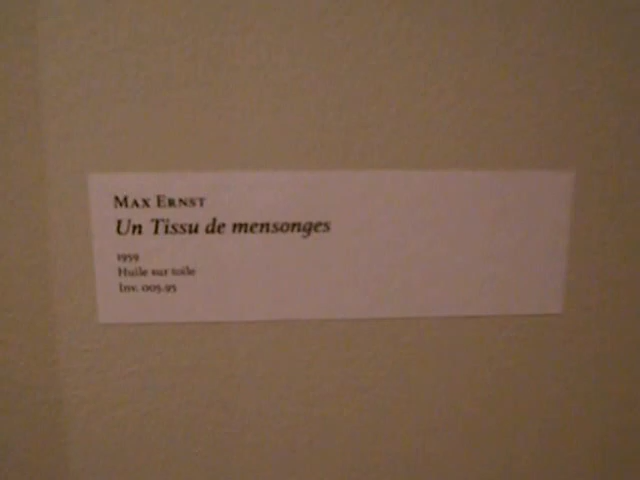 MAX ERNST
Un Tissu de mensonges
1959
Huile sur toile
Inv. 005.95